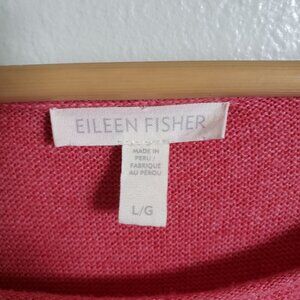 EILEEN FISHER
MADE IN
PERU /
FABRIQUÉ
AU PÉROU
L/G